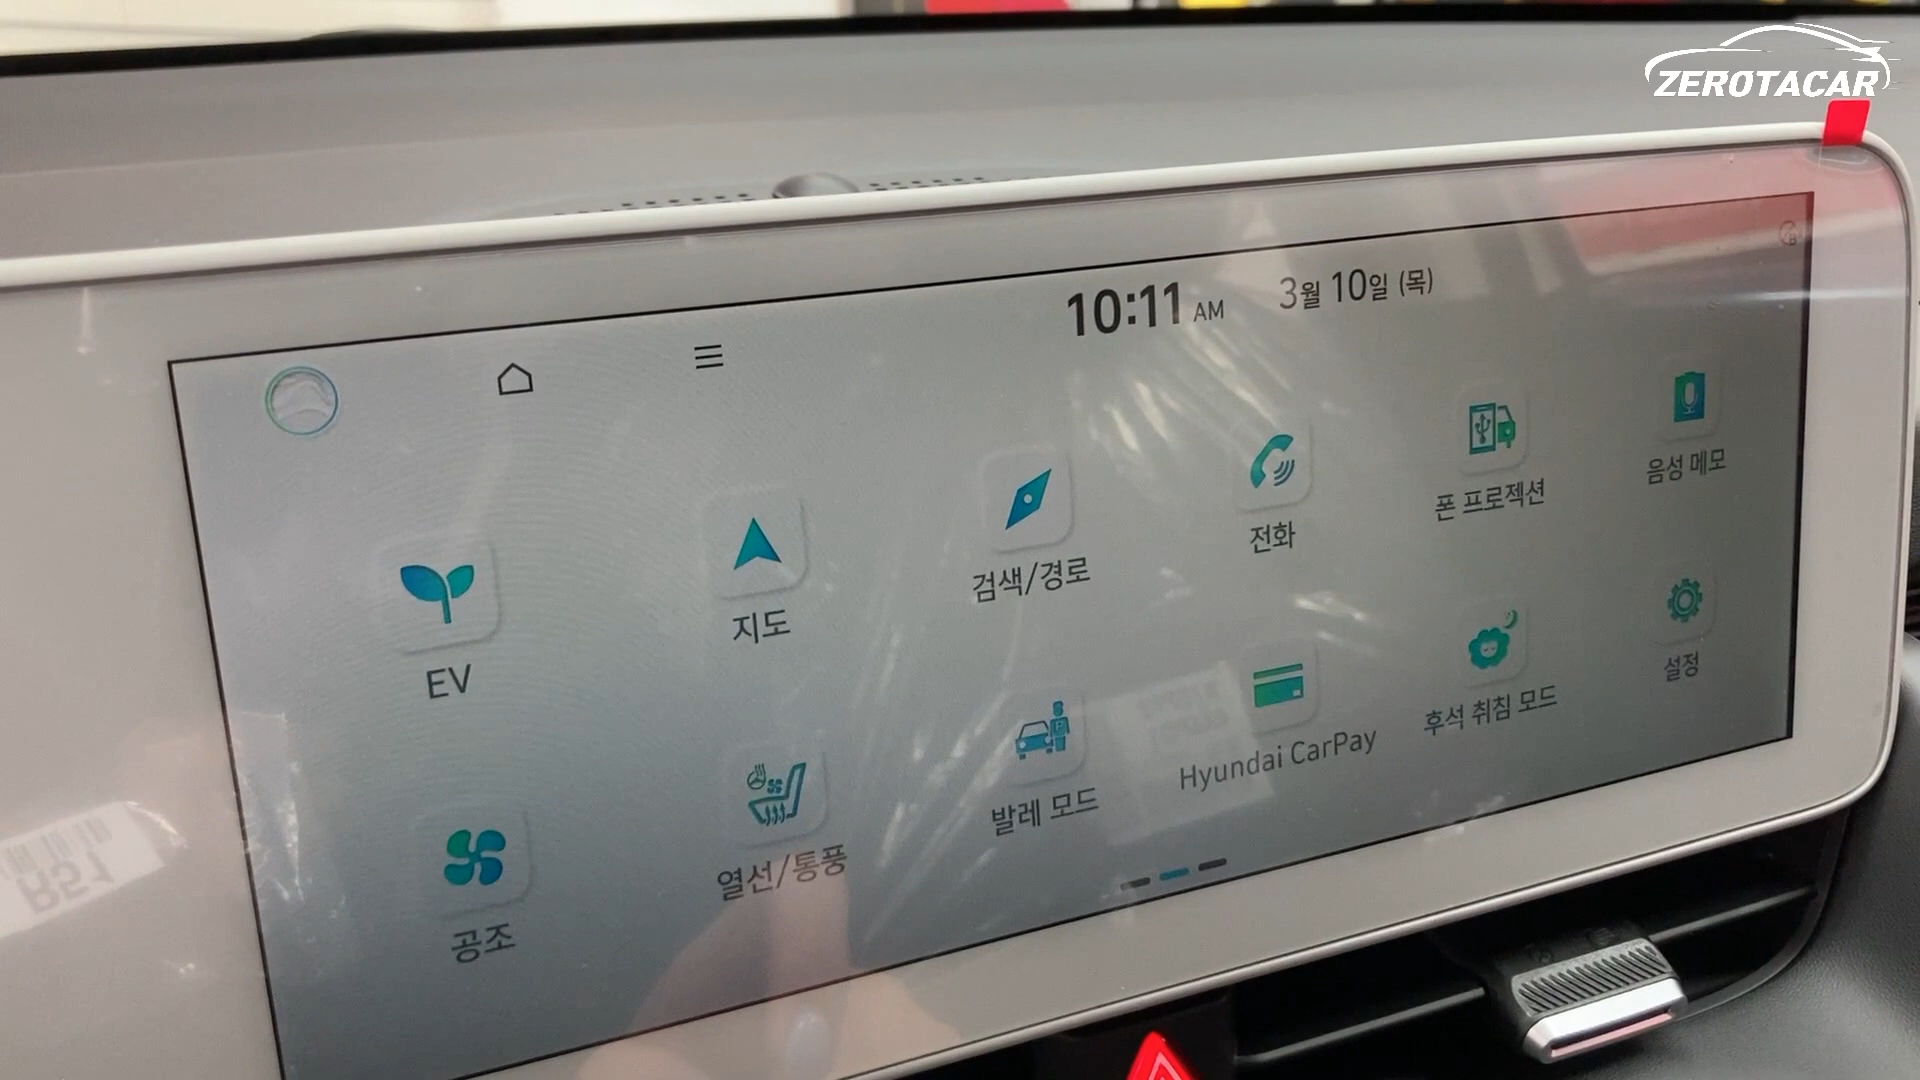 ZEROTACAR
10:11 AM 3월 10일 (목)
EV
지도
검색/경로
전화
폰 프로젝션
음성 메모
공조
열선/통풍
발레 모드
Hyundai CarPay
후석 취침 모드
설정